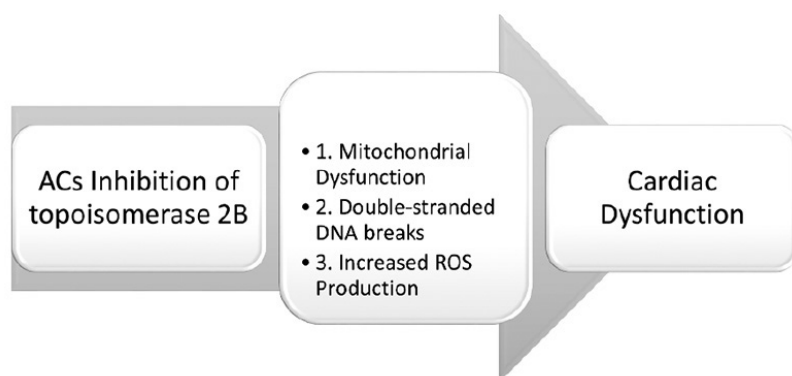 ACs Inhibition of
topoisomerase 2B
• 1. Mitochondrial
Dysfunction
• 2. Double-stranded
DNA breaks
• 3. Increased ROS
Production
Cardiac
Dysfunction